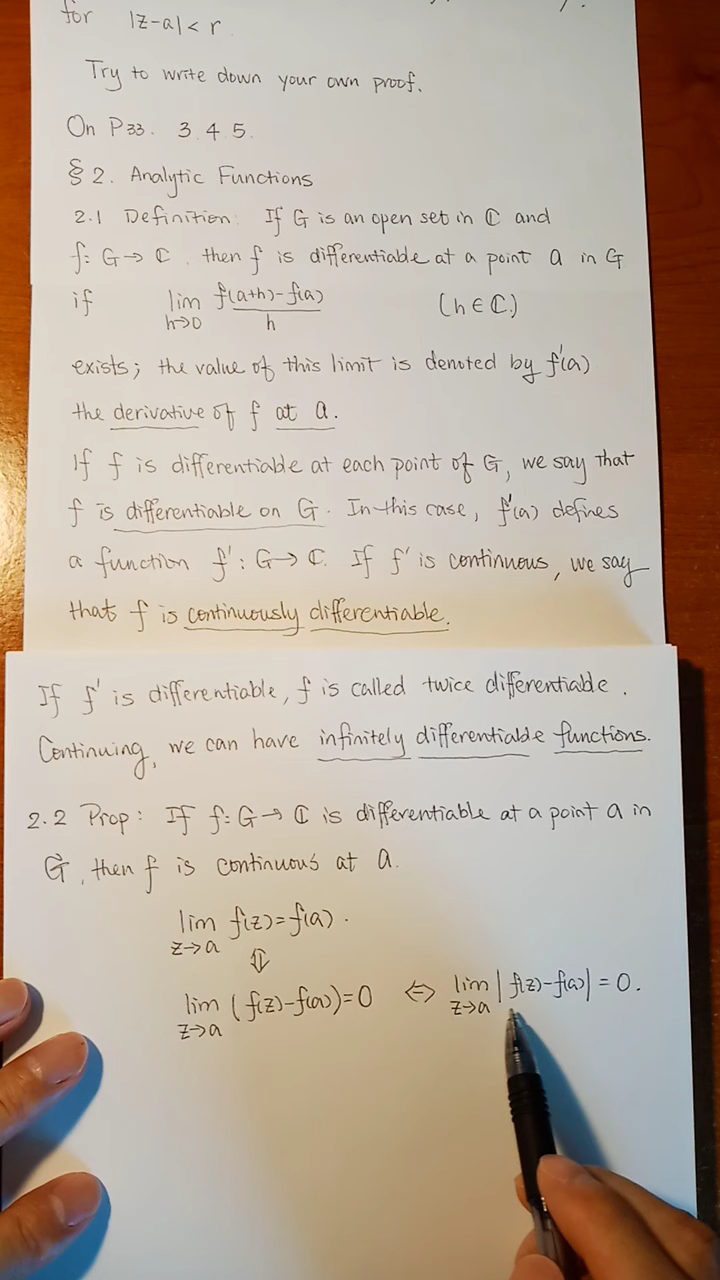 for |z-a| < r
Try to write down your own proof.
On P33. 3. 4. 5.
§ 2. Analytic Functions
2.1 Definition: If G is an open set in ℂ and
f: G → ℂ, then f is differentiable at a point a in G
if lim h→0 (f(a+h)-f(a))/h (h ∈ ℂ)
exists; the value of this limit is denoted by f'(a)
the derivative of f at a.
If f is differentiable at each point of G, we say that
f is differentiable on G. In this case, f'(a) defines
a function f': G → ℂ. If f' is continuous, we say
that f is continuously differentiable.
If f' is differentiable, f is called twice differentiable.
Continuing, we can have infinitely differentiable functions.
2.2 Prop: If f: G → ℂ is differentiable at a point a in
G, then f is continuous at a.
lim z→a f(z) = f(a).
⇕
lim z→a (f(z)-f(a)) = 0 ⇔ lim z→a |f(z)-f(a)| = 0.